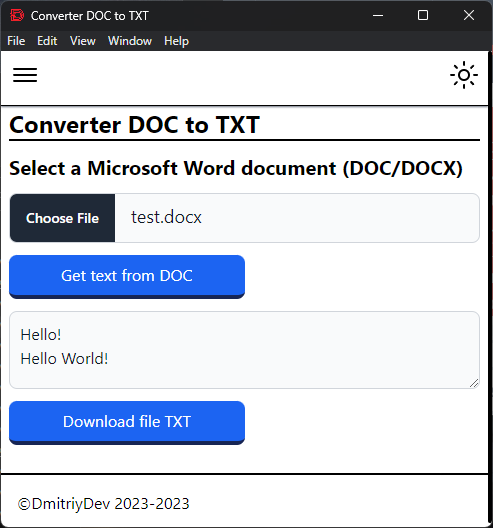 Converter DOC to TXT
File Edit View Window Help
Converter DOC to TXT
Select a Microsoft Word document (DOC/DOCX)
Choose File test.docx
Get text from DOC
Hello!
Hello World!
Download file TXT
©DmitriyDev 2023-2023